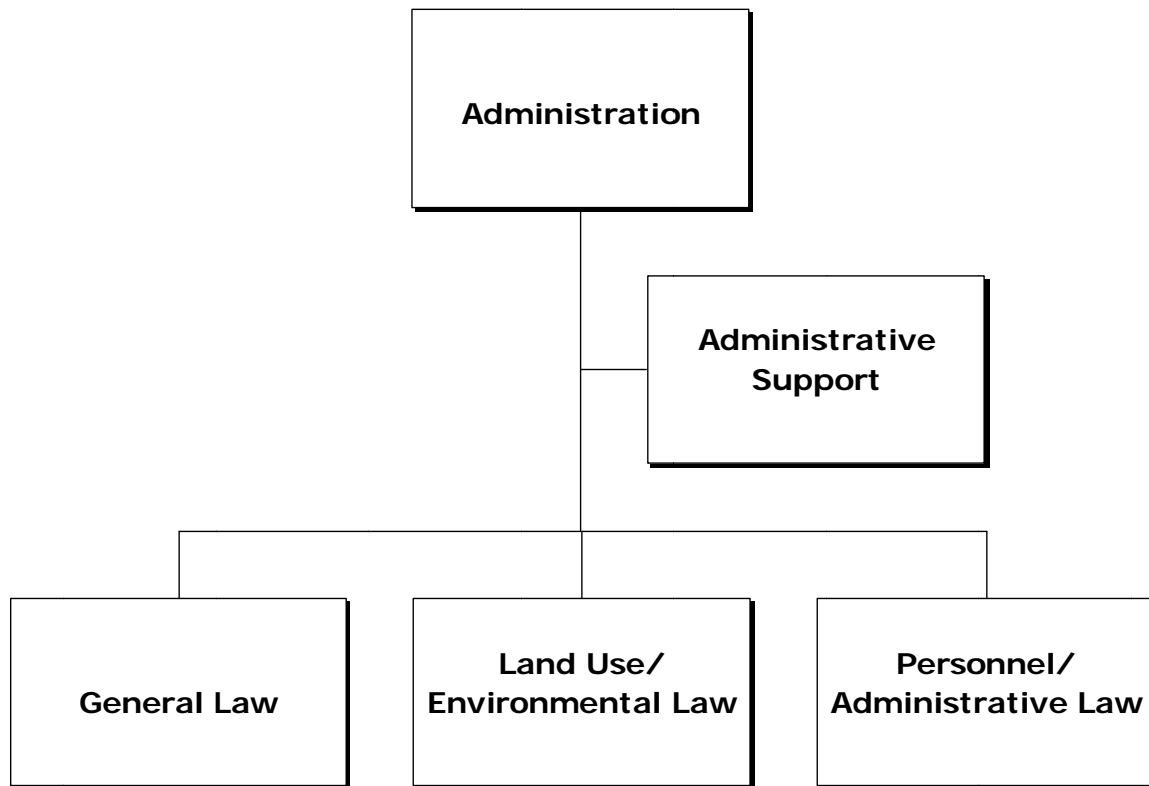 Administration
Administrative
Support
General Law
Land Use/
Environmental Law
Personnel/
Administrative Law